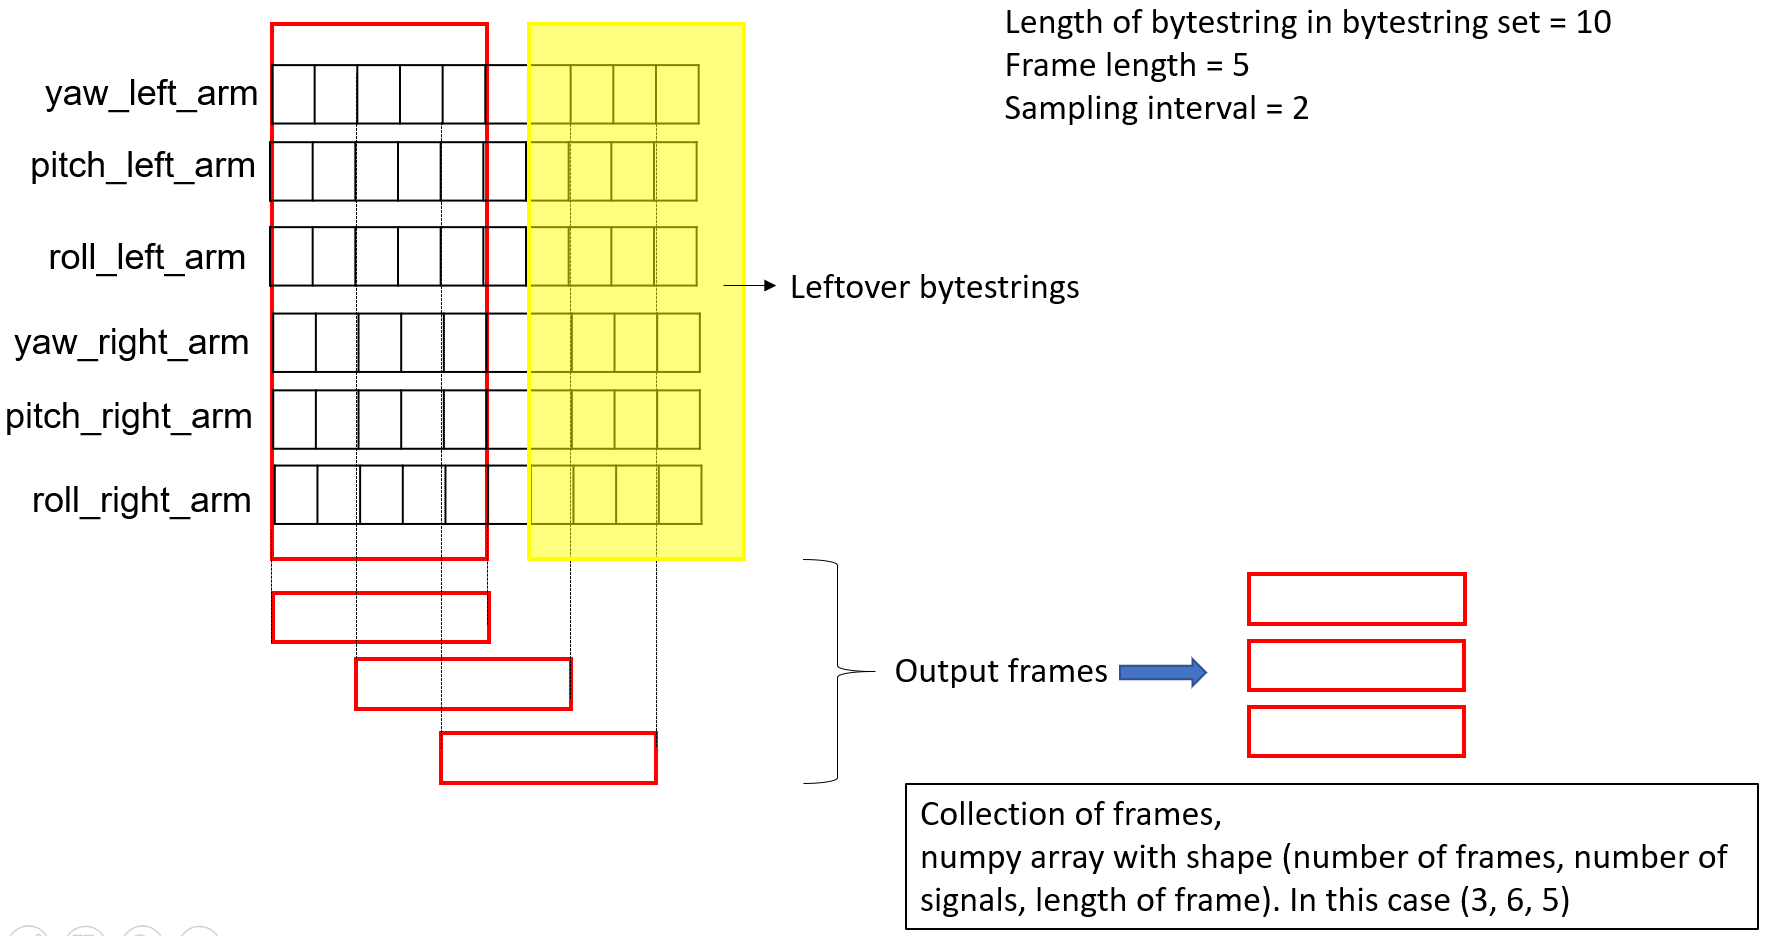 Length of bytestring in bytestring set = 10
Frame length = 5
Sampling interval = 2
yaw_left_arm
pitch_left_arm
roll_left_arm
Leftover bytestrings
yaw_right_arm
pitch_right_arm
roll_right_arm
Output frames
Collection of frames,
numpy array with shape (number of frames, number of
signals, length of frame). In this case (3, 6, 5)